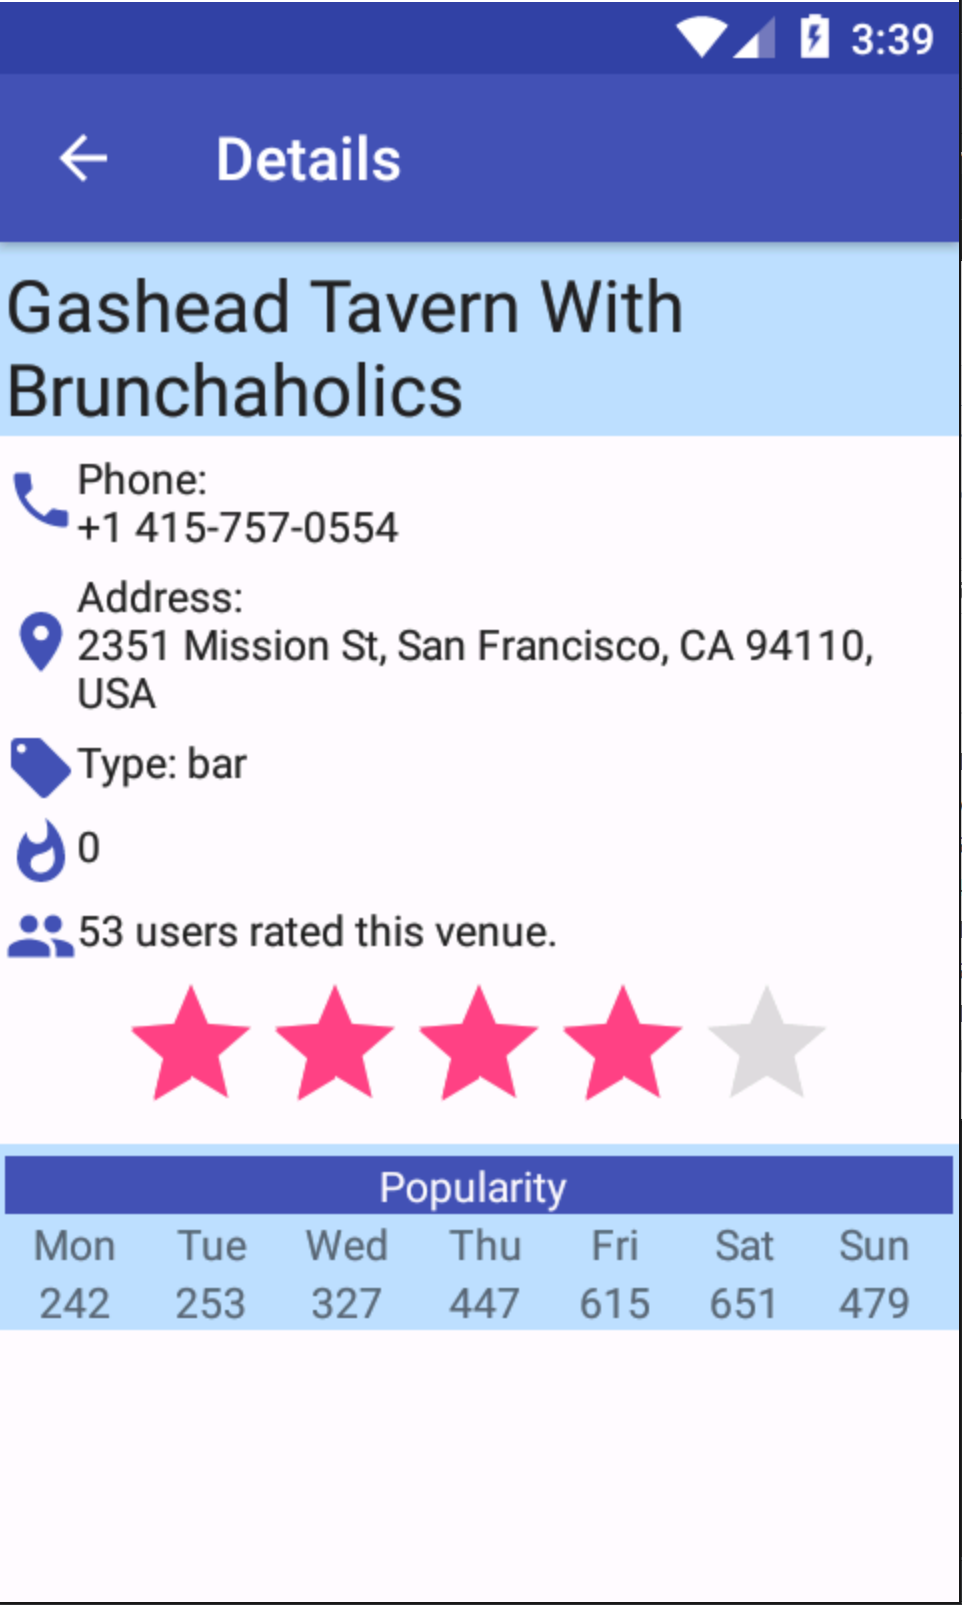 3:39
Details
Gashead Tavern With
Brunchaholics
Phone:
+1 415-757-0554
Address:
2351 Mission St, San Francisco, CA 94110,
USA
Type: bar
0
53 users rated this venue.
Popularity
Mon Tue Wed Thu Fri Sat Sun
242 253 327 447 615 651 479